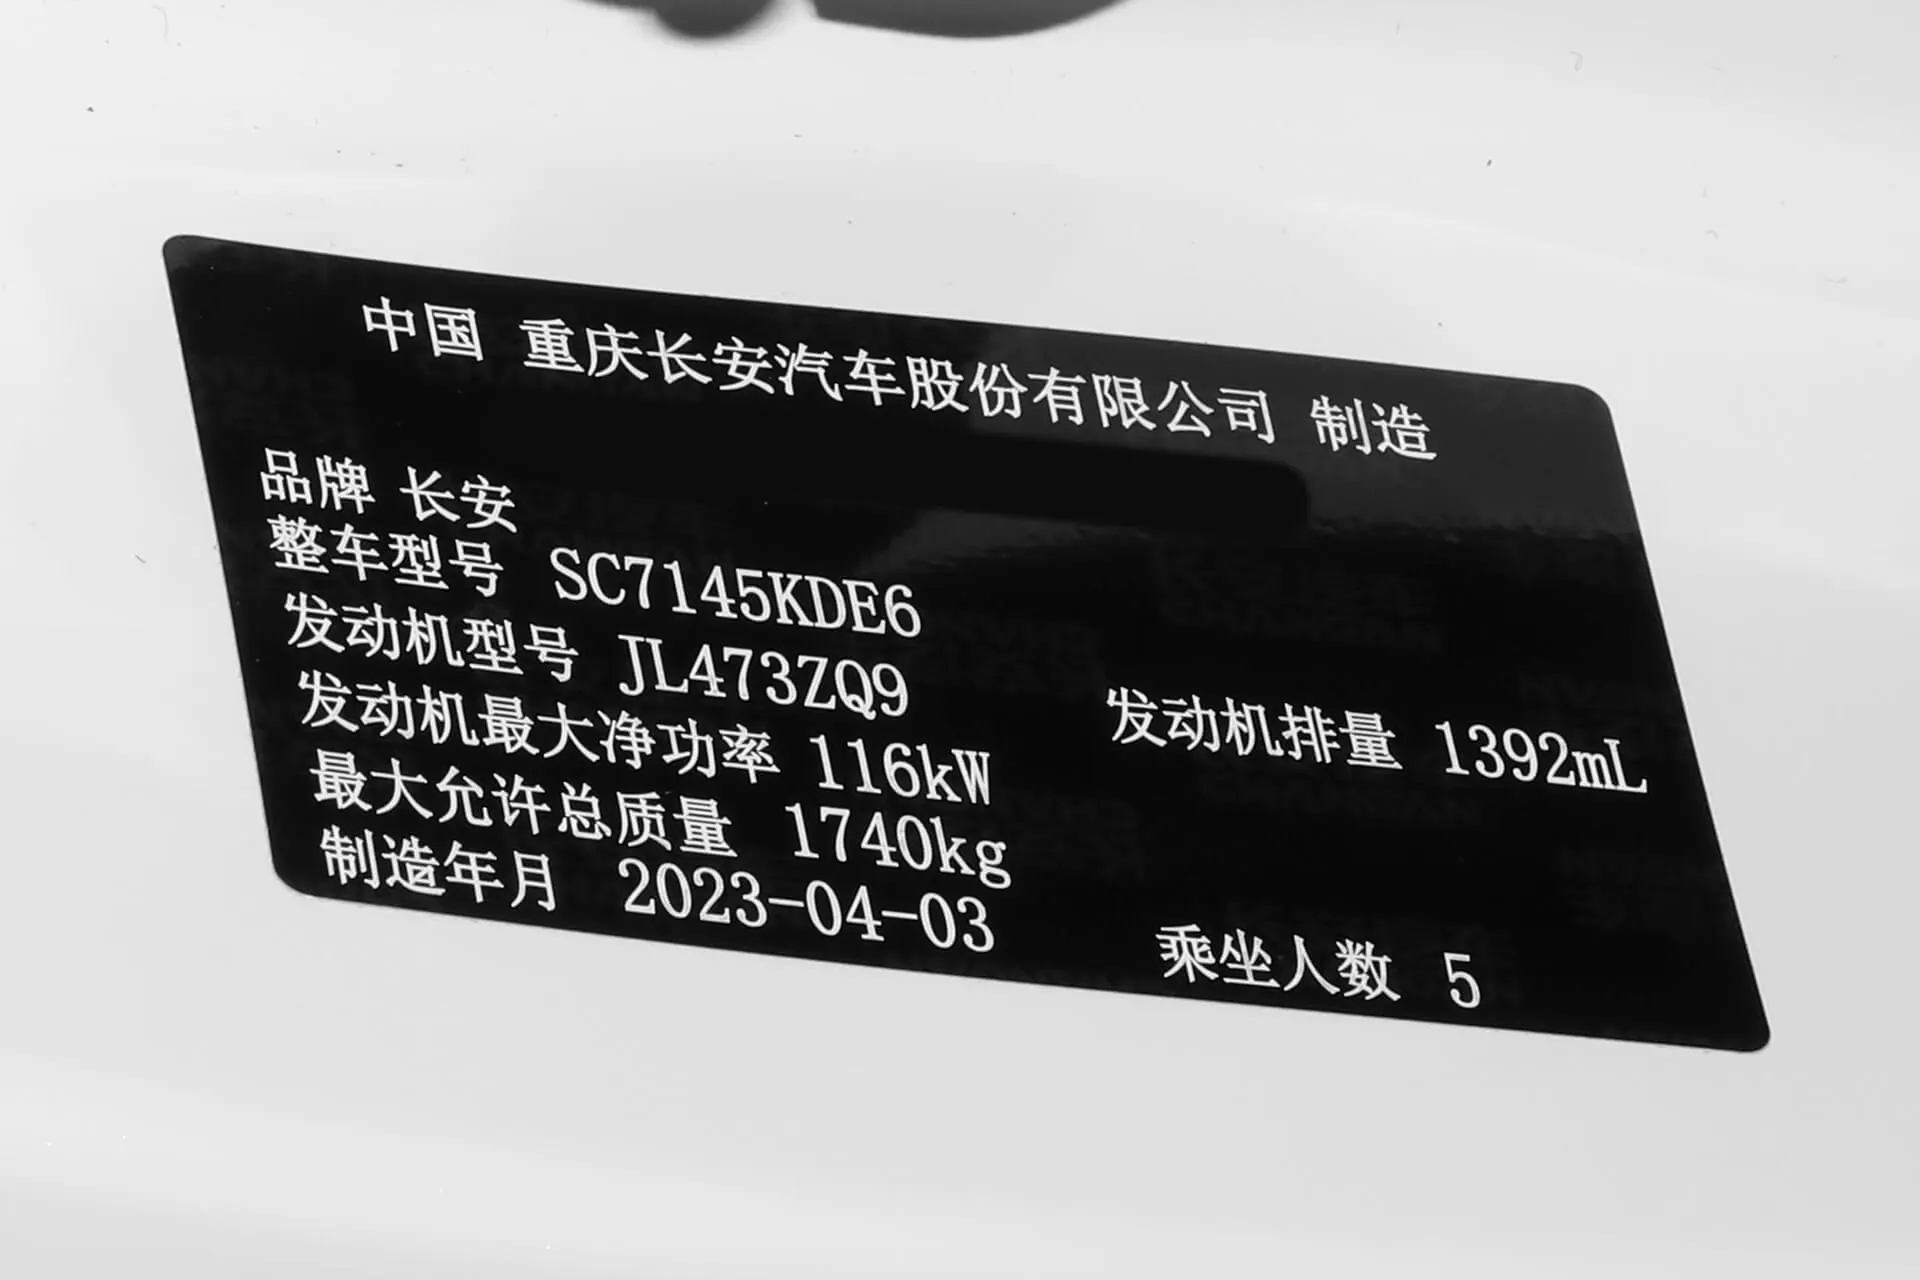 中国 重庆长安汽车股份有限公司 制造
品牌 长安
整车型号 SC7145KDE6
发动机型号 JL473ZQ9 发动机排量 1392mL
发动机最大净功率 116kW
最大允许总质量 1740kg
制造年月 2023-04-03 乘坐人数 5